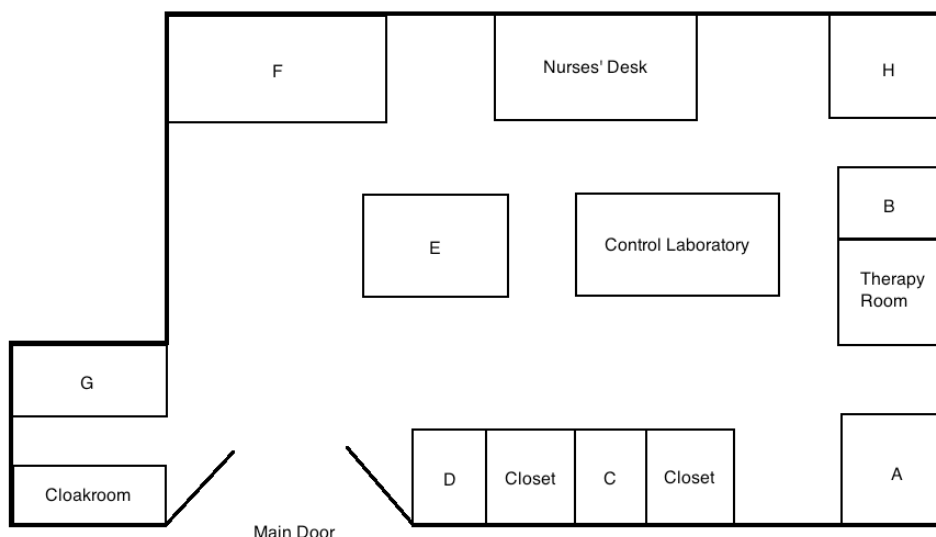 F
Nurses' Desk
H
B
E
Control Laboratory
Therapy
Room
G
D
Closet
C
Closet
A
Cloakroom
Main Door